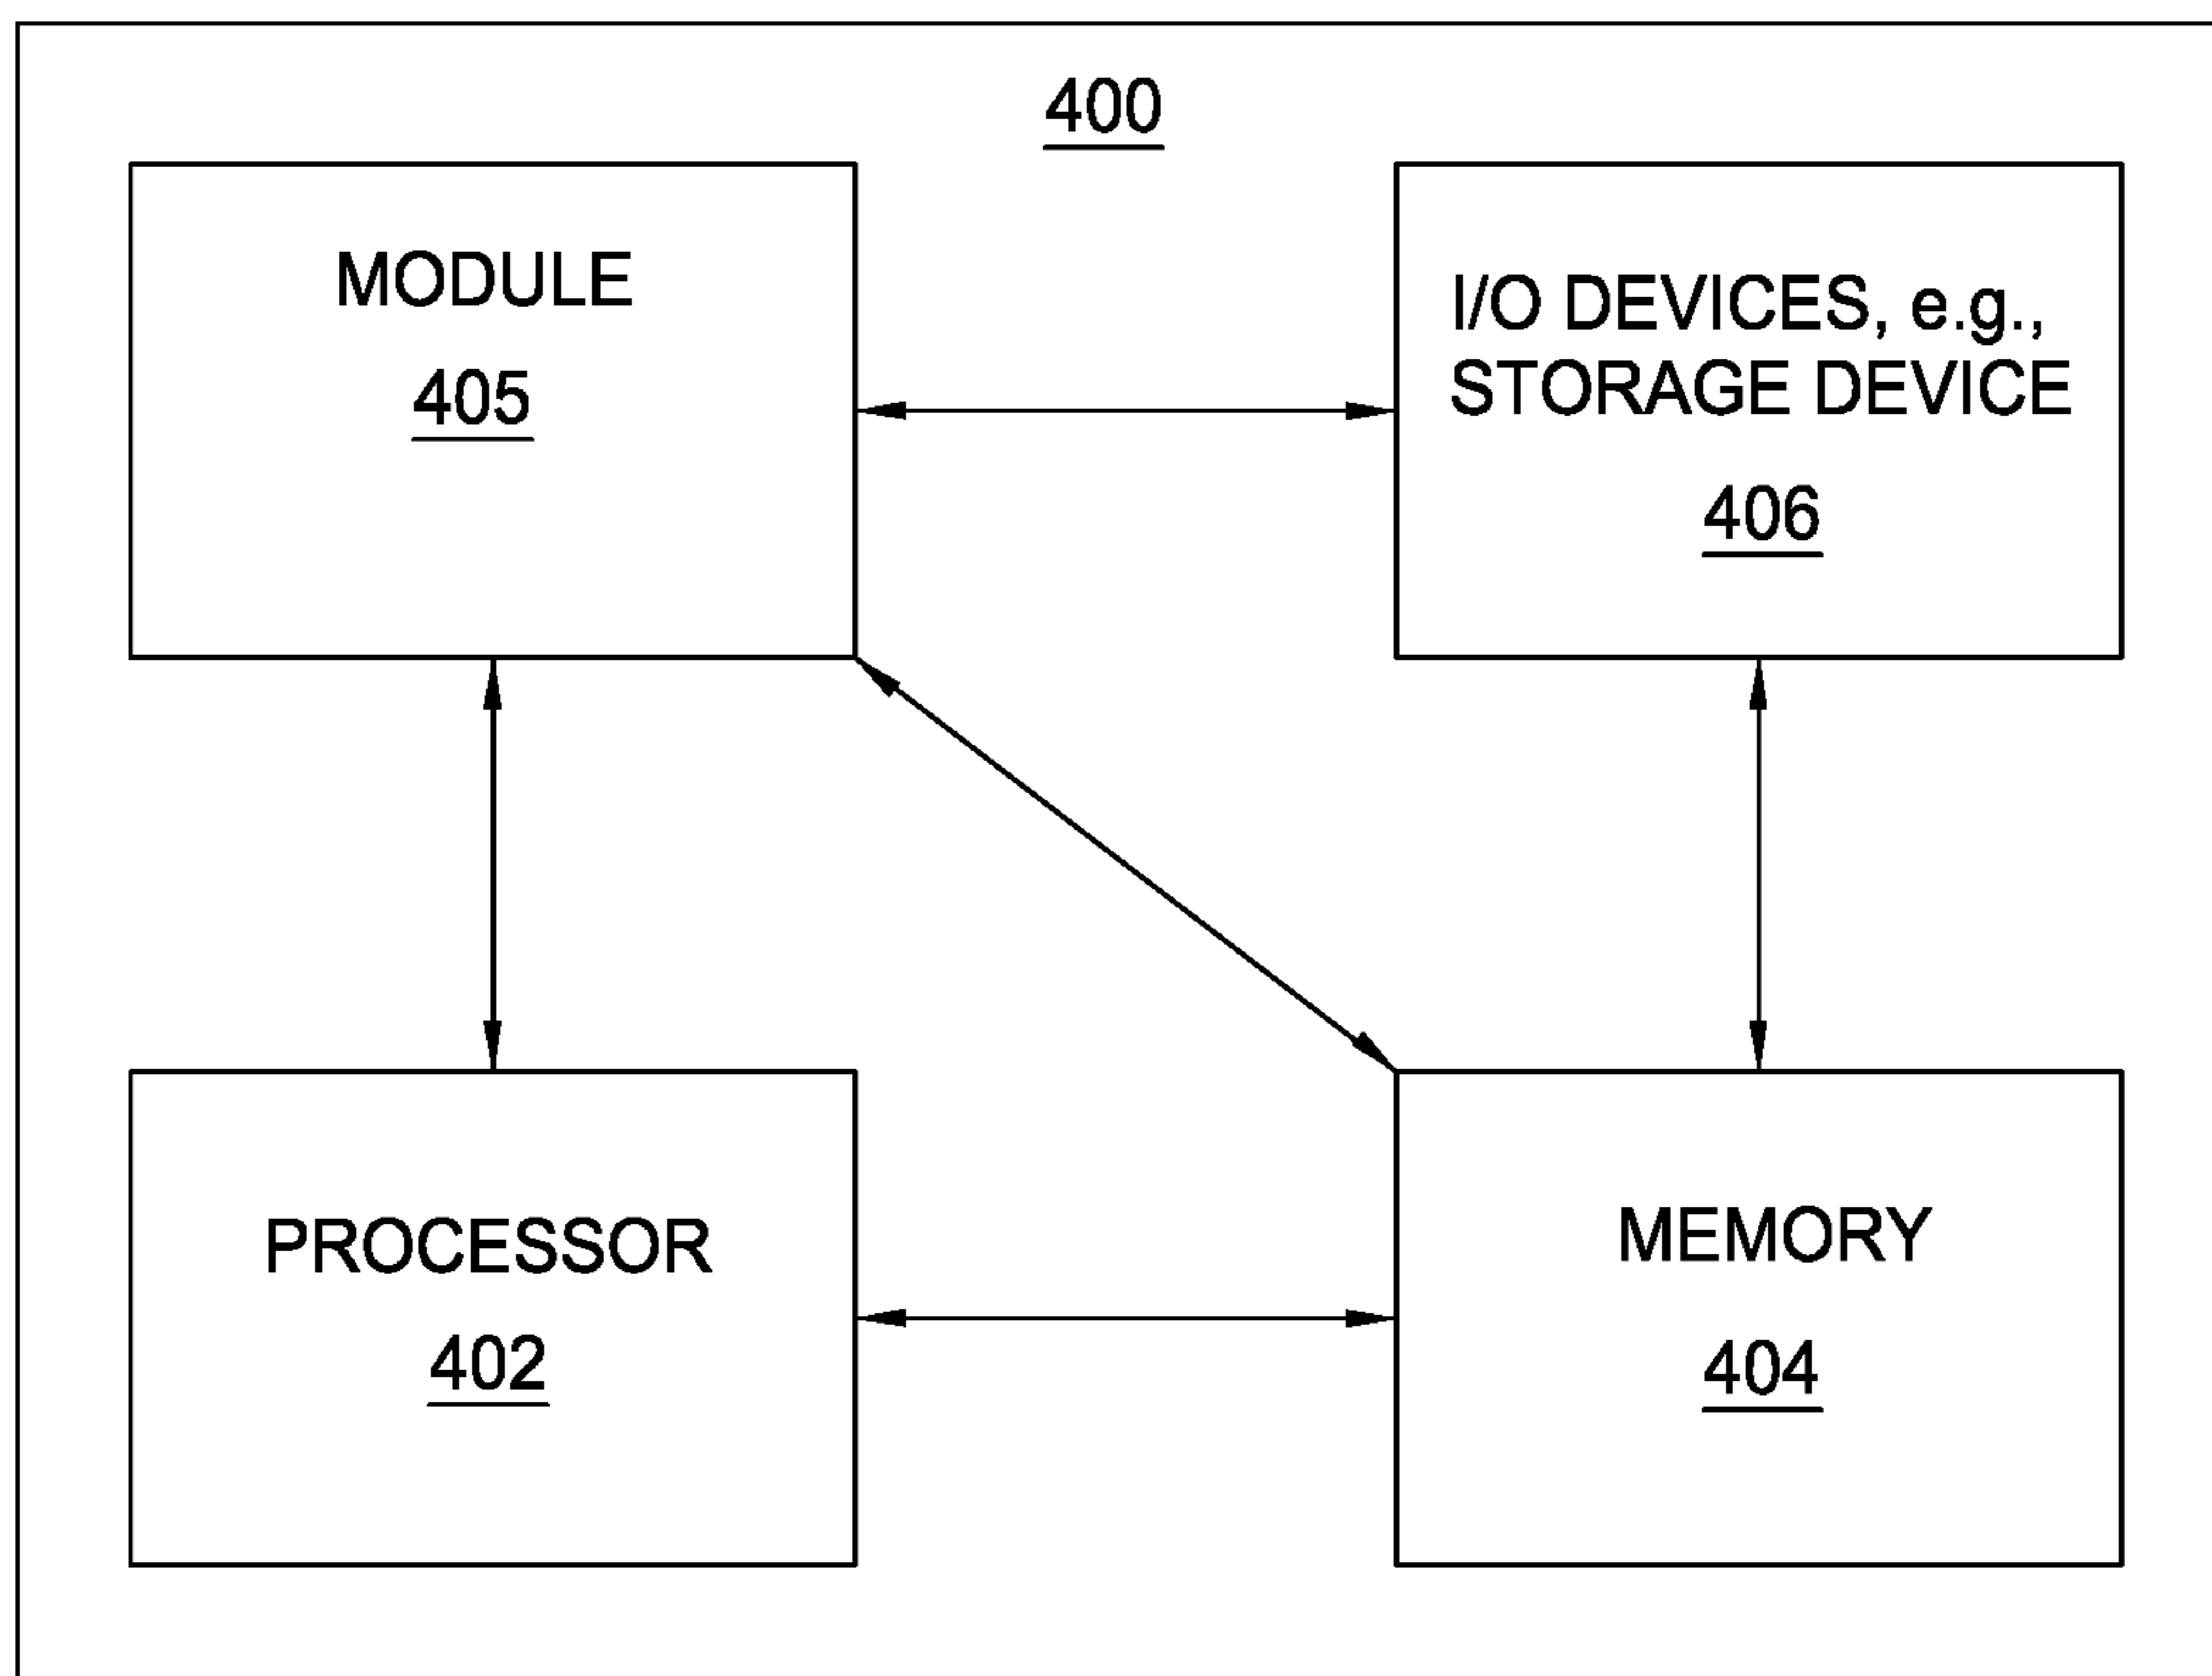 400
MODULE
405
I/O DEVICES, e.g.,
STORAGE DEVICE
406
PROCESSOR
402
MEMORY
404